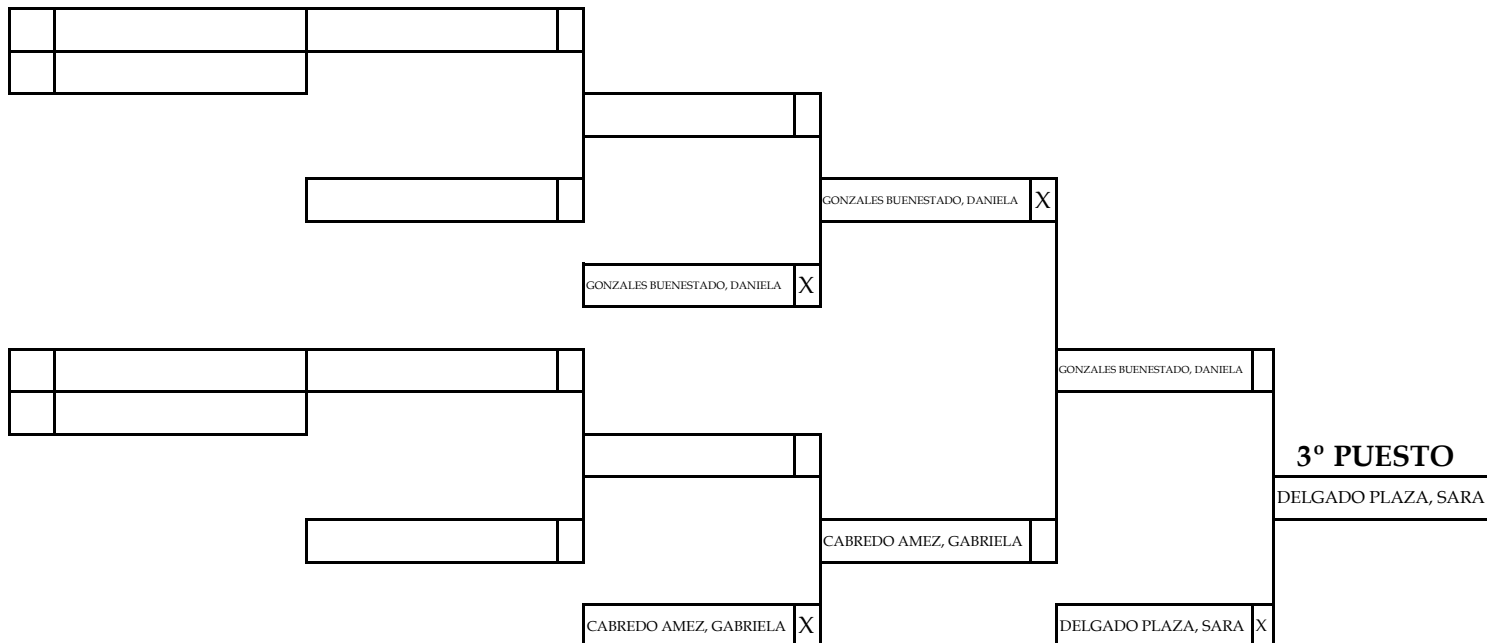 GONZALES BUENESTADO, DANIELA X
GONZALES BUENESTADO, DANIELA X
GONZALES BUENESTADO, DANIELA
3º PUESTO
DELGADO PLAZA, SARA
CABREDO AMEZ, GABRIELA
CABREDO AMEZ, GABRIELA X
DELGADO PLAZA, SARA X